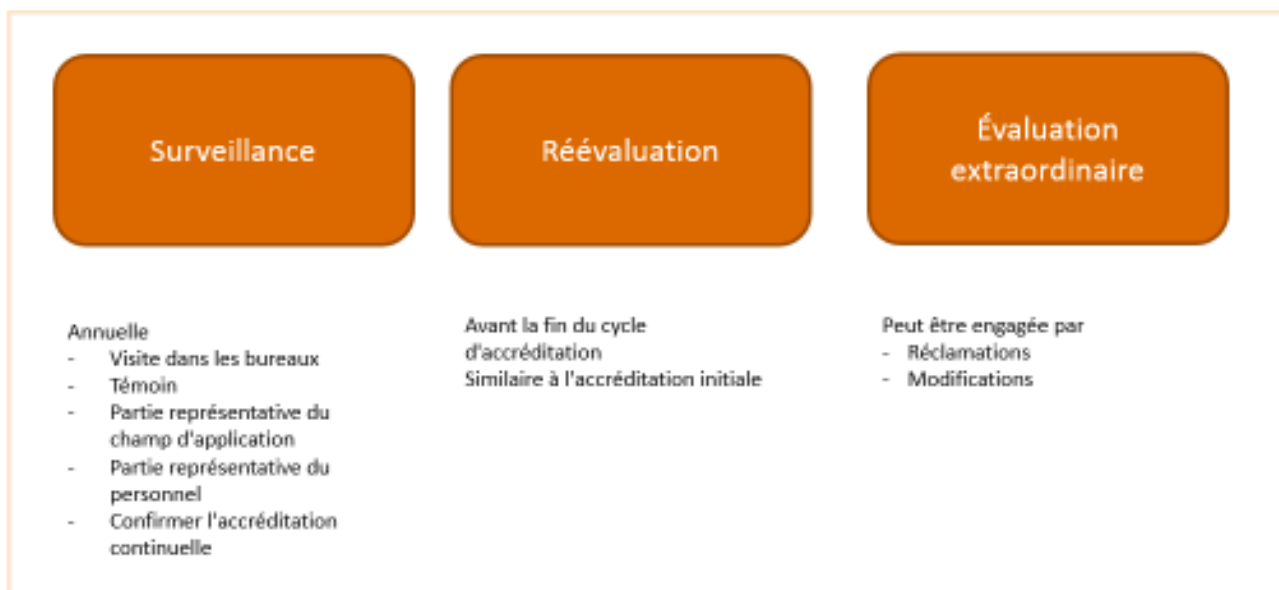 Surveillance
Réévaluation
Évaluation
extraordinaire
Annuelle
- Visite dans les bureaux
- Témoin
- Partie représentative du
champ d'application
- Partie représentative du
personnel
- Confirmer l'accréditation
continuelle
Avant la fin du cycle
d'accréditation
Similaire à l'accréditation initiale
Peut être engagée par
- Réclamations
- Modifications